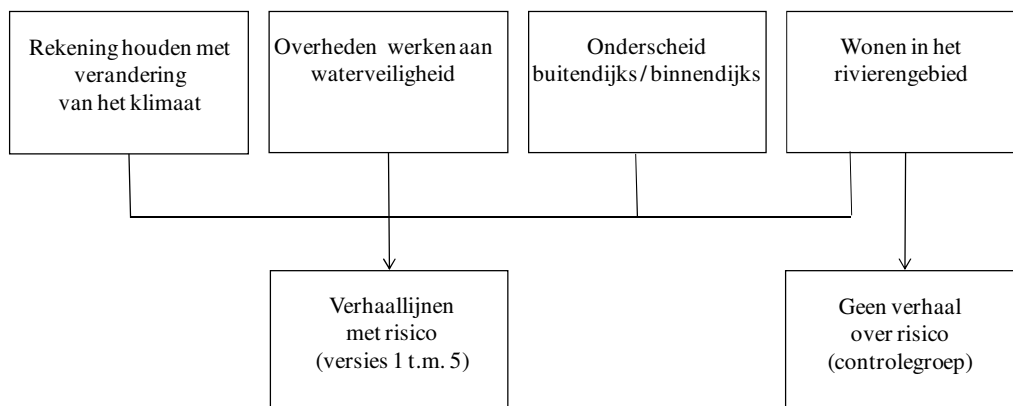 Rekening houden met
verandering
van het klimaat
Overheden werken aan
waterveiligheid
Onderscheid
buitendijks / binnendijks
Wonen in het
rivierengebied
Verhaallijnen
met risico
(versies 1 t.m. 5)
Geen verhaal
over risico
(controlegroep)